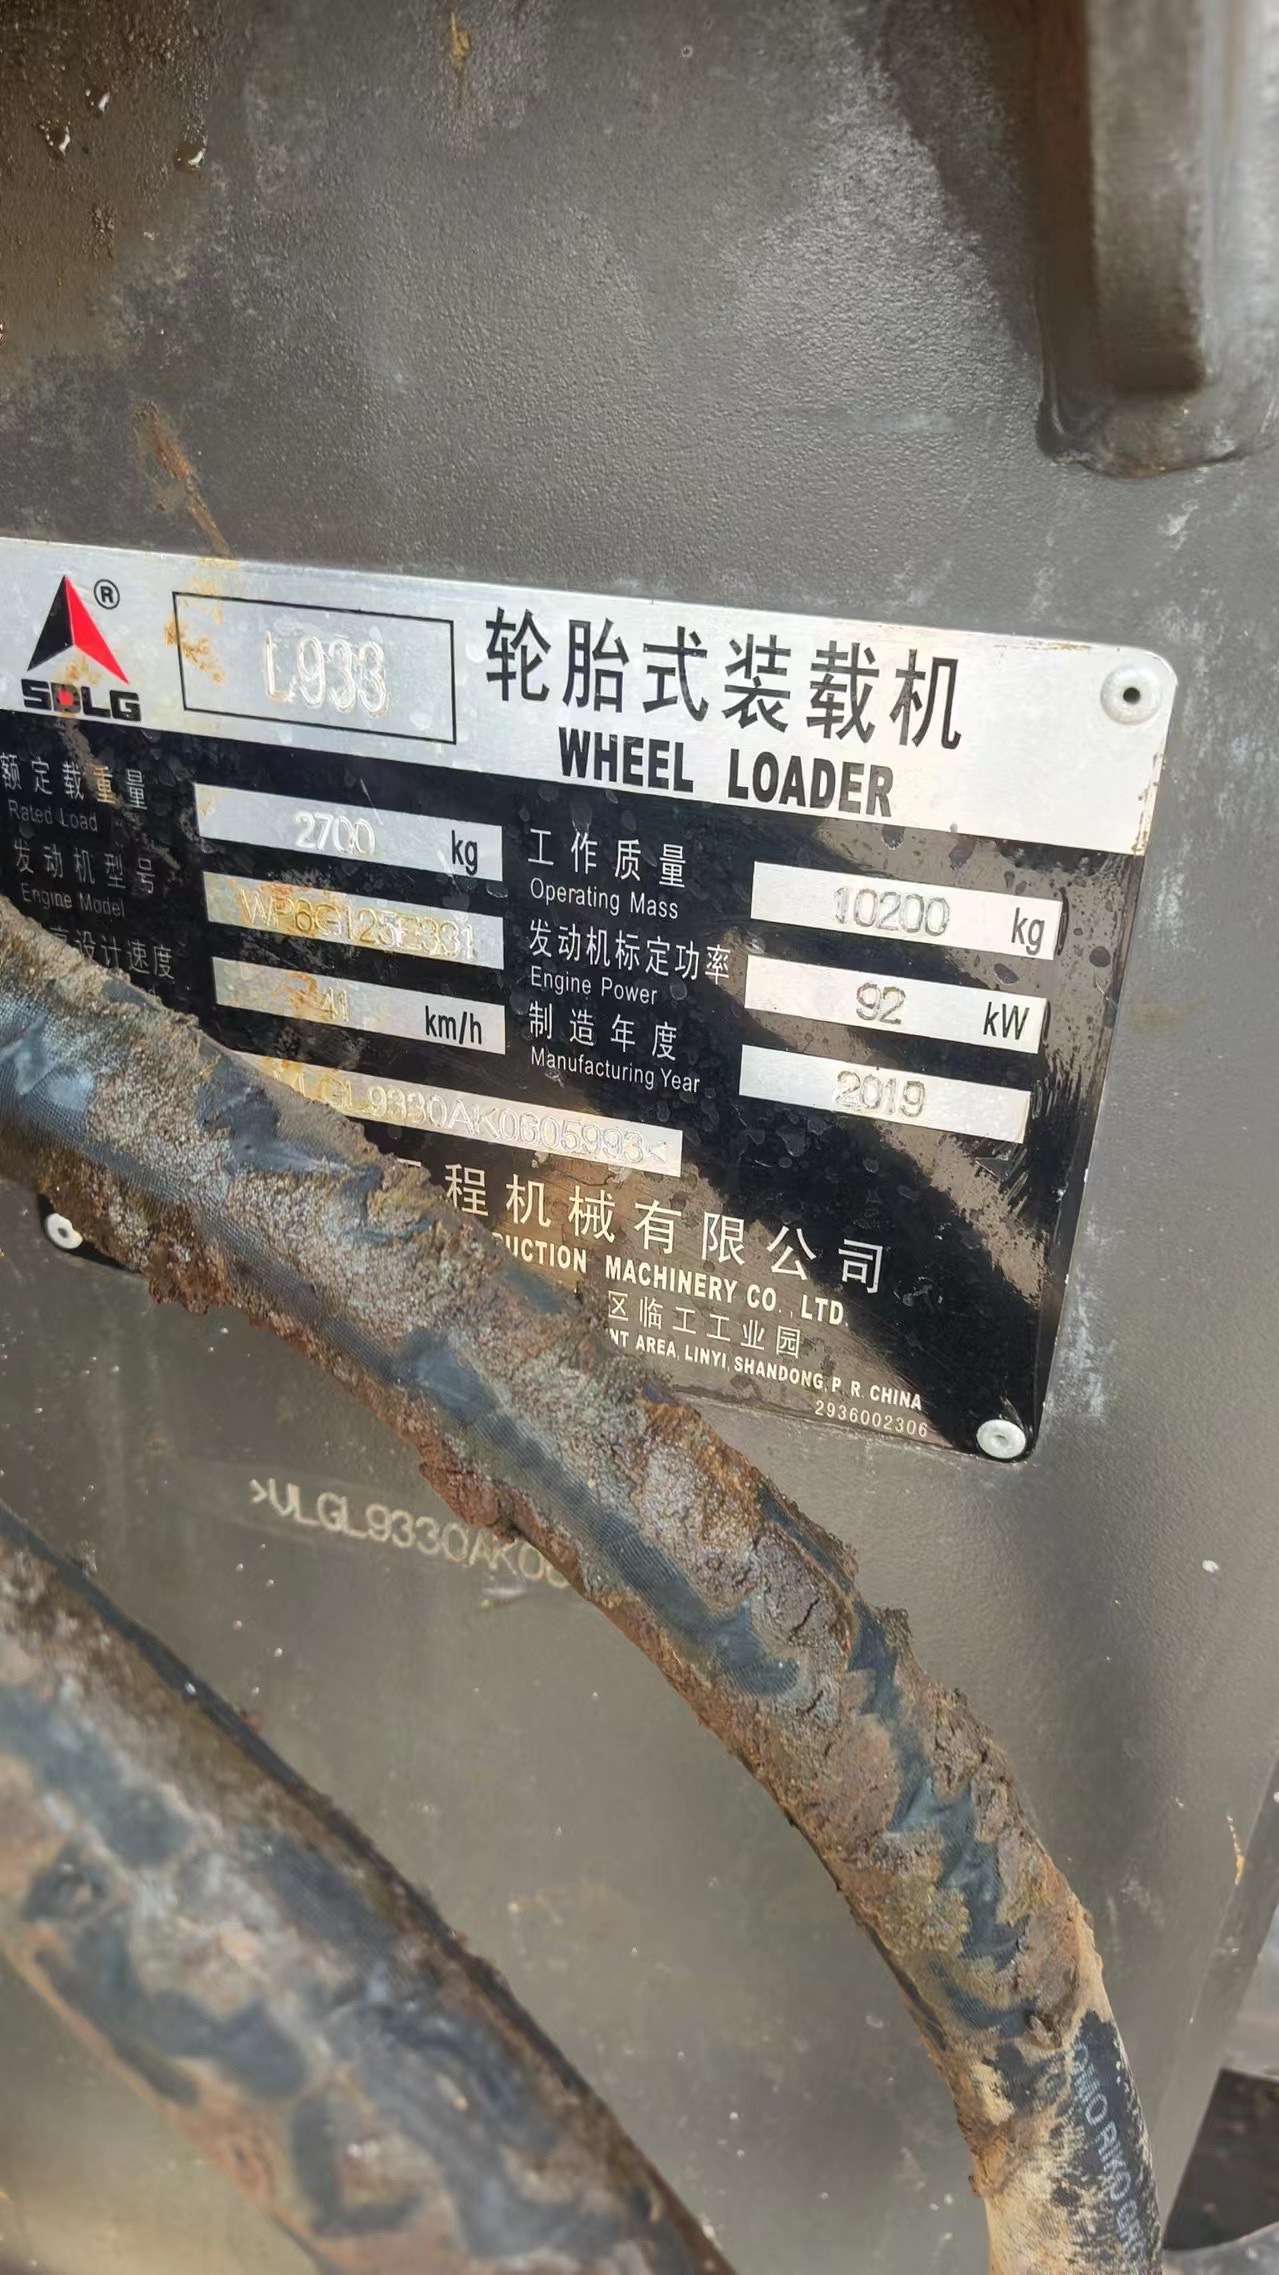 ®
SDLG
L933
轮胎式装载机
WHEEL LOADER
额定载重量
Rated Load
2700 kg
工作质量
Operating Mass
10200 kg
发动机型号
Engine Model
WP6G125E331
发动机标定功率
Engine Power
92 kW
设计速度
41 km/h
制造年度
Manufacturing Year
2019
LGL9330AK0605993<
程机械有限公司
UCTION MACHINERY CO., LTD.
区临工工业园
NT AREA, LINYI, SHANDONG, P. R. CHINA
2936002306
>VLGL9330AK0
OMO RIKO